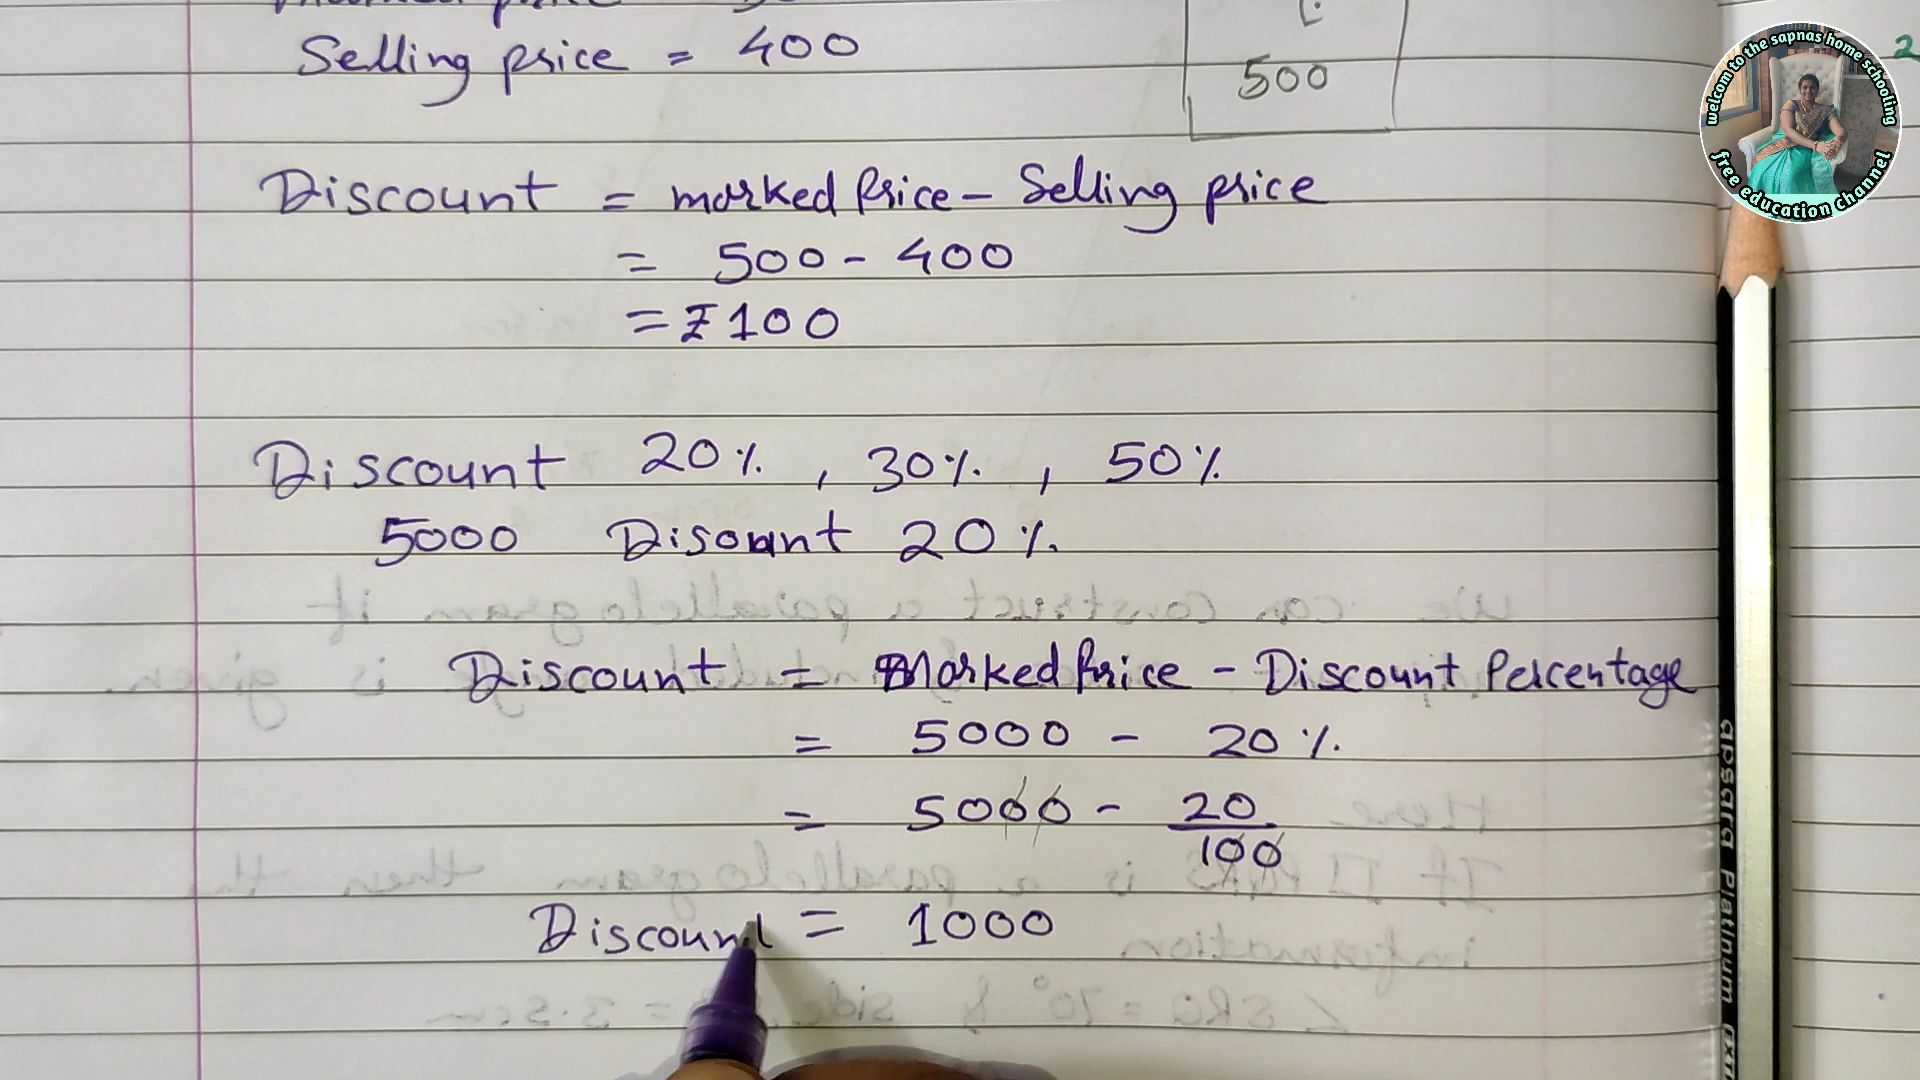 Selling price = 400
500
2
welcom to the sapnas home schooling
free education channel
Discount = marked Price - Selling price
= 500 - 400
= ₹100
Discount 20%, 30%, 50%
5000 Disount 20%.
Discount = Marked Price - Discount Percentage
= 5000 - 20%.
= 5000 - 20/100
Discount = 1000
apsara Platinum